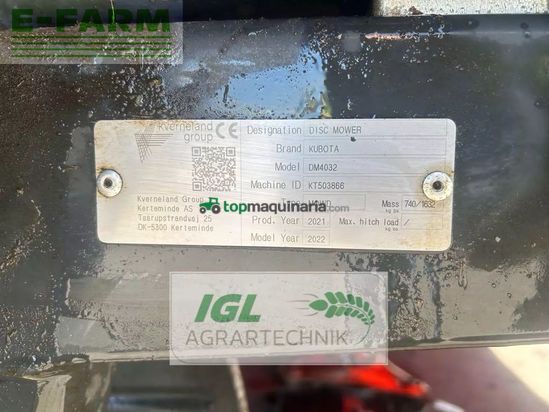 E-FARM
kverneland
group
CE
Kverneland Group
Kerteminde AS
Taarupstrandvej 25
DK-5300 Kerteminde
Designation DISC MOWER
Brand KUBOTA
Model DM4032
Machine ID KT503866
Mass 740/1632
kg
Prod. Year 2021 Max. hitch load /
Model Year 2022
topmaquinaria.com
IGL
AGRARTECHNIK